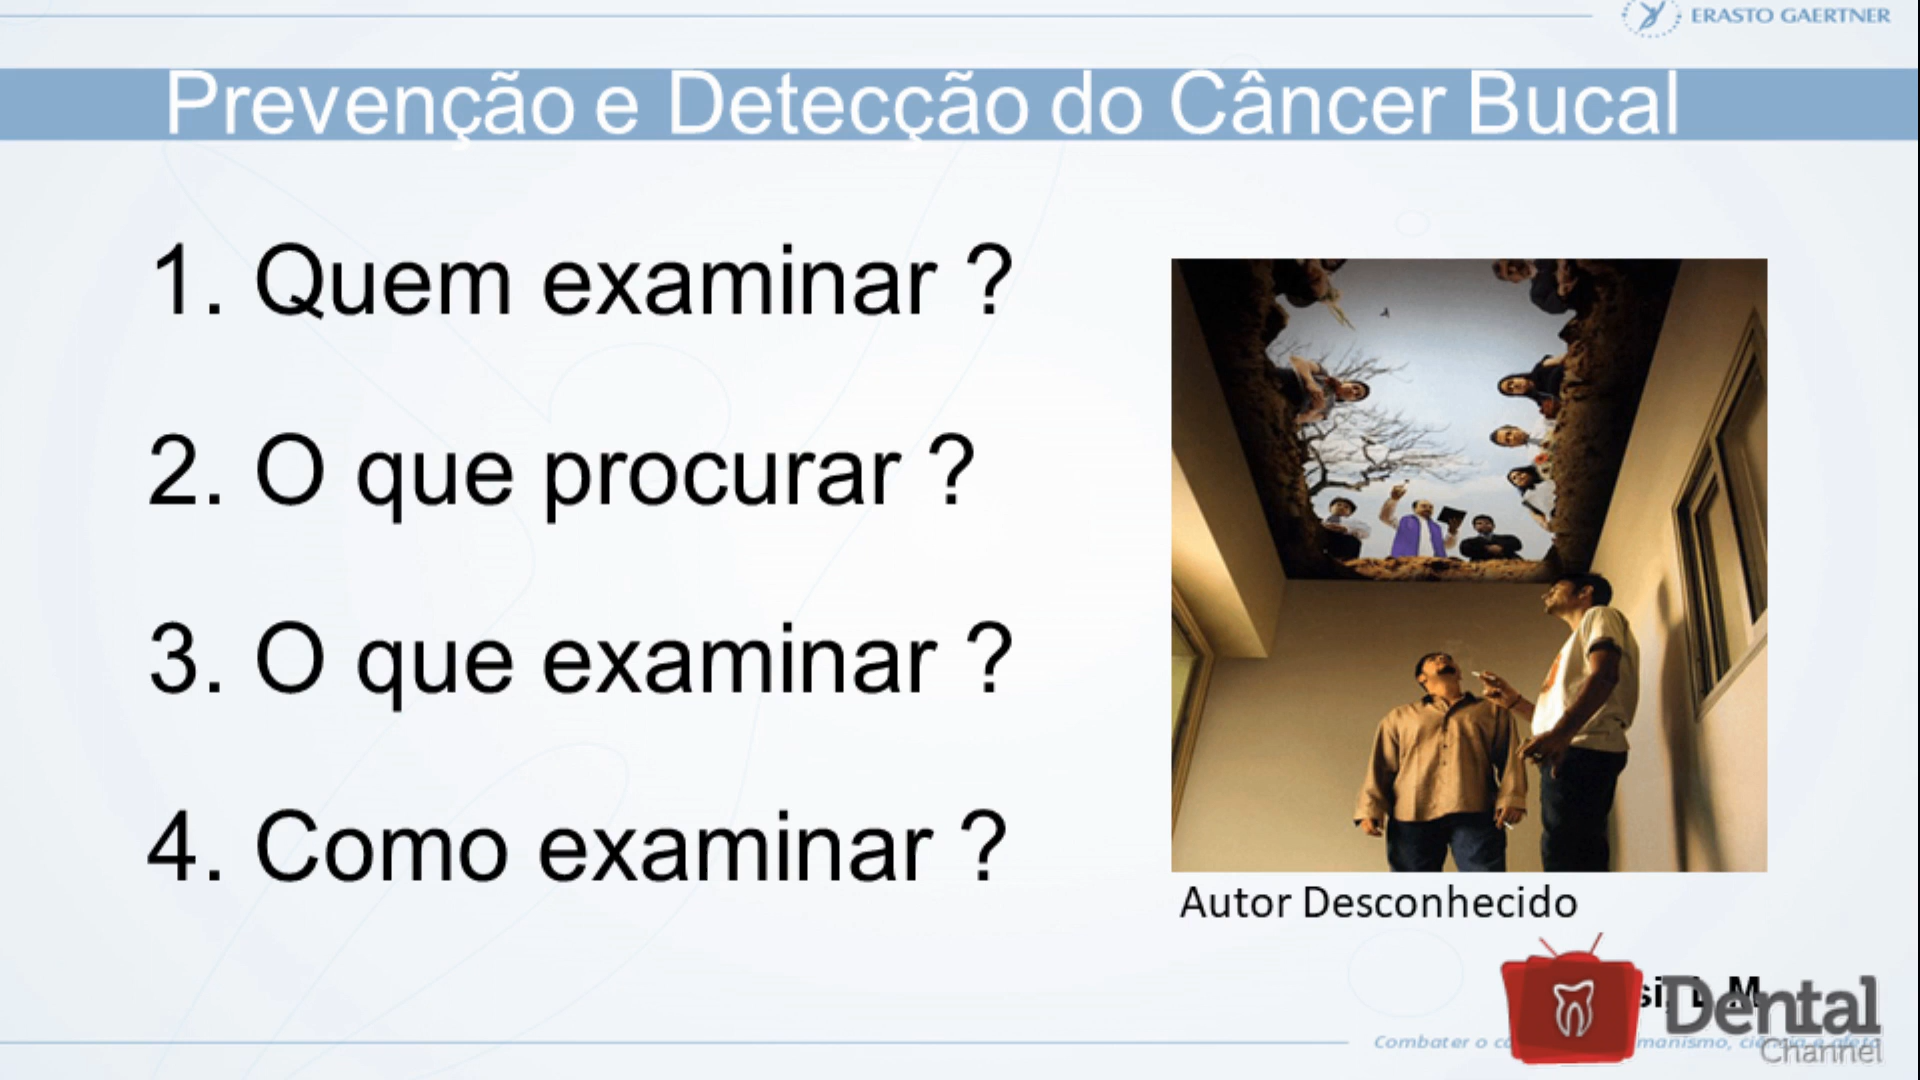 ERASTO GAERTNER
Prevenção e Detecção do Câncer Bucal
1. Quem examinar ?
2. O que procurar ?
3. O que examinar ?
4. Como examinar ?
Autor Desconhecido
Dental
Channel
Combater o